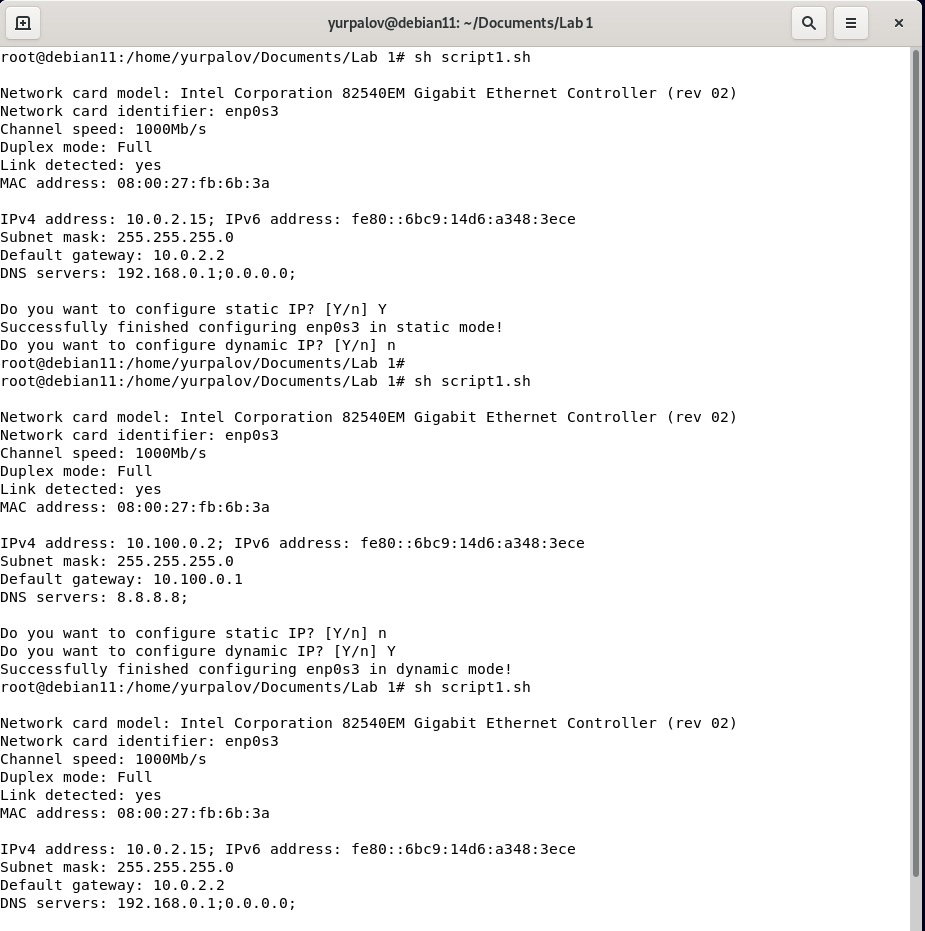 yurpalov@debian11: ~/Documents/Lab 1
root@debian11:/home/yurpalov/Documents/Lab 1# sh script1.sh
Network card model: Intel Corporation 82540EM Gigabit Ethernet Controller (rev 02)
Network card identifier: enp0s3
Channel speed: 1000Mb/s
Duplex mode: Full
Link detected: yes
MAC address: 08:00:27:fb:6b:3a
IPv4 address: 10.0.2.15; IPv6 address: fe80::6bc9:14d6:a348:3ece
Subnet mask: 255.255.255.0
Default gateway: 10.0.2.2
DNS servers: 192.168.0.1;0.0.0.0;
Do you want to configure static IP? [Y/n] Y
Successfully finished configuring enp0s3 in static mode!
Do you want to configure dynamic IP? [Y/n] n
root@debian11:/home/yurpalov/Documents/Lab 1#
root@debian11:/home/yurpalov/Documents/Lab 1# sh script1.sh
Network card model: Intel Corporation 82540EM Gigabit Ethernet Controller (rev 02)
Network card identifier: enp0s3
Channel speed: 1000Mb/s
Duplex mode: Full
Link detected: yes
MAC address: 08:00:27:fb:6b:3a
IPv4 address: 10.100.0.2; IPv6 address: fe80::6bc9:14d6:a348:3ece
Subnet mask: 255.255.255.0
Default gateway: 10.100.0.1
DNS servers: 8.8.8.8;
Do you want to configure static IP? [Y/n] n
Do you want to configure dynamic IP? [Y/n] Y
Successfully finished configuring enp0s3 in dynamic mode!
root@debian11:/home/yurpalov/Documents/Lab 1# sh script1.sh
Network card model: Intel Corporation 82540EM Gigabit Ethernet Controller (rev 02)
Network card identifier: enp0s3
Channel speed: 1000Mb/s
Duplex mode: Full
Link detected: yes
MAC address: 08:00:27:fb:6b:3a
IPv4 address: 10.0.2.15; IPv6 address: fe80::6bc9:14d6:a348:3ece
Subnet mask: 255.255.255.0
Default gateway: 10.0.2.2
DNS servers: 192.168.0.1;0.0.0.0;